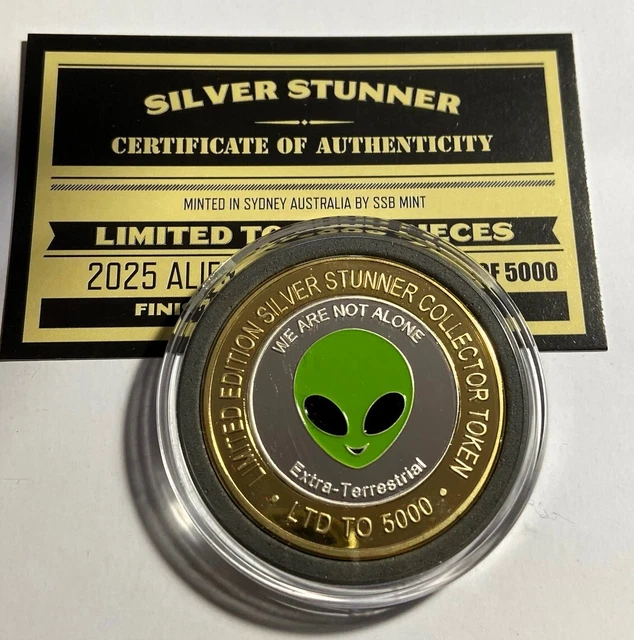 SILVER STUNNER
CERTIFICATE OF AUTHENTICITY
MINTED IN SYDNEY AUSTRALIA BY SSB MINT
LIMITED TO PIECES
2025 OF 5000
LIMITED EDITION SILVER STUNNER COLLECTOR TOKEN
• LTD TO 5000 •
WE ARE NOT ALONE
Extra-Terrestrial